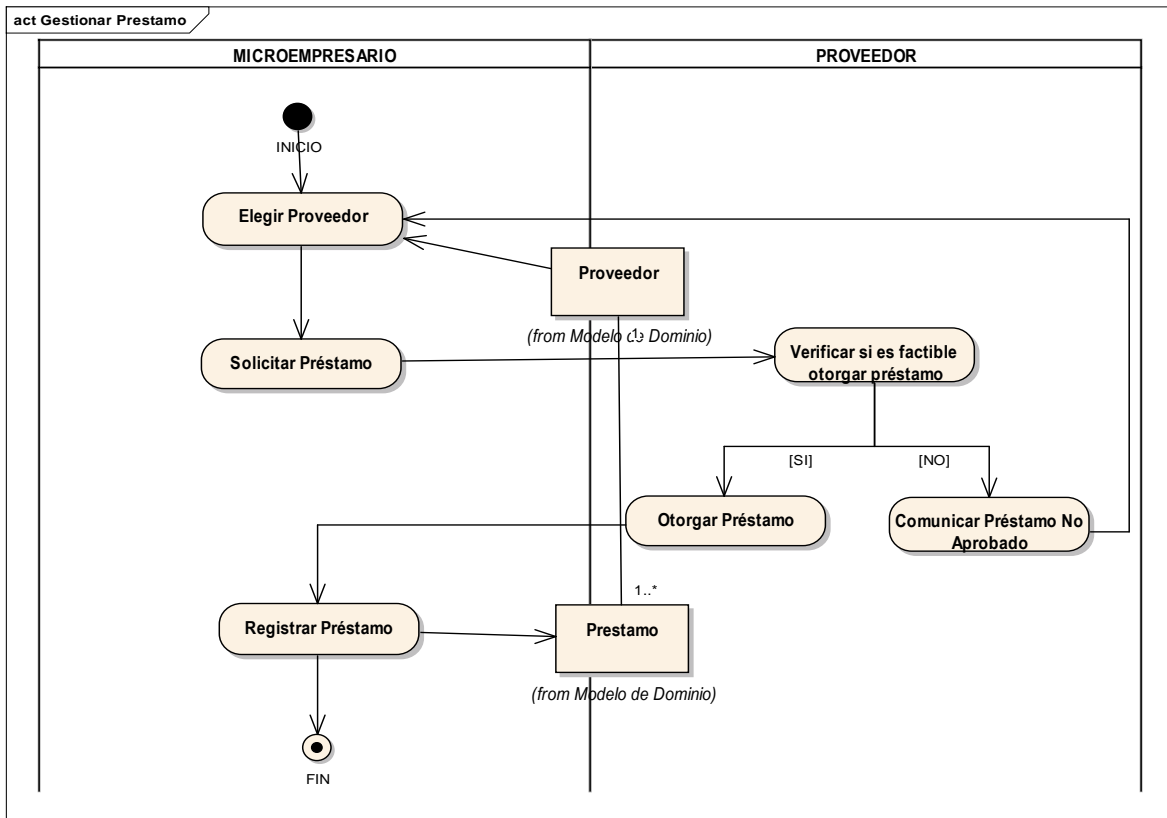 act Gestionar Prestamo
MICROEMPRESARIO
PROVEEDOR
INICIO
Elegir Proveedor
Proveedor
(from Modelo de Dominio)
1
Solicitar Préstamo
Verificar si es factible
otorgar préstamo
[SI]
[NO]
Otorgar Préstamo
Comunicar Préstamo No
Aprobado
1..*
Registrar Préstamo
Prestamo
(from Modelo de Dominio)
FIN